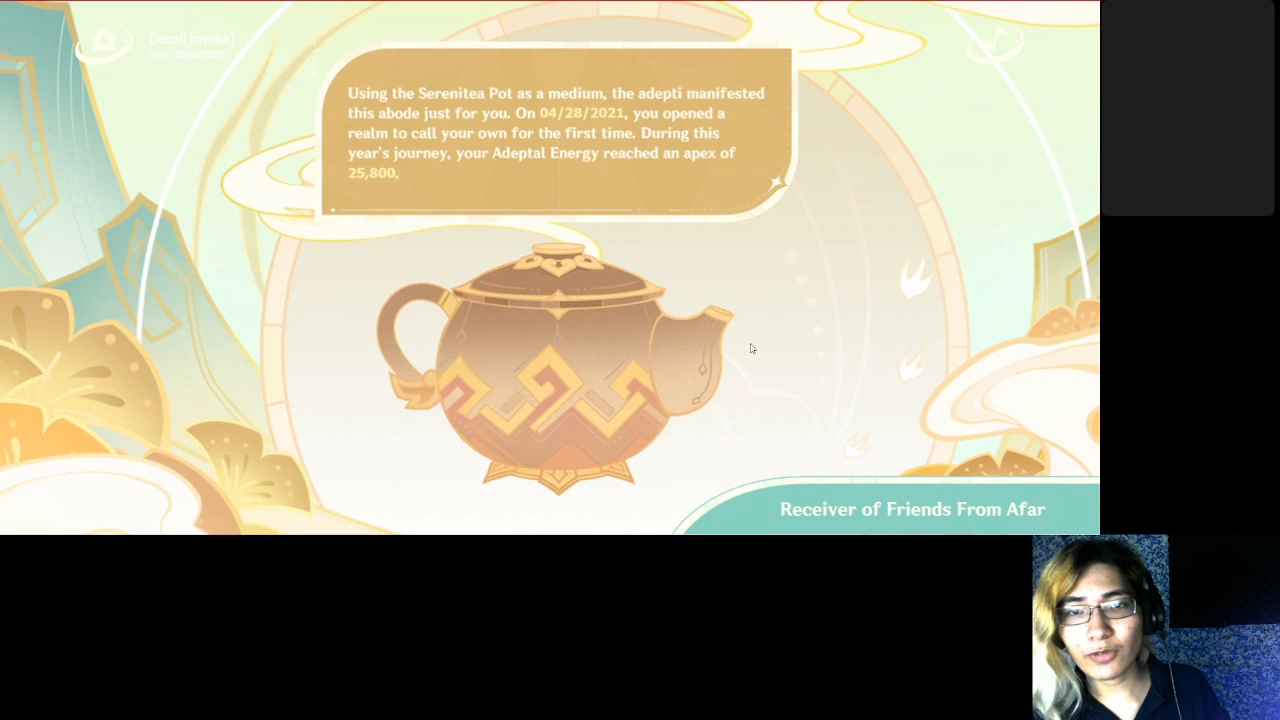 Decaf[Invidia]
Using the Serenitea Pot as a medium, the adepti manifested
this abode just for you. On 04/28/2021, you opened a
realm to call your own for the first time. During this
year's journey, your Adeptal Energy reached an apex of
25,800.
Receiver of Friends From Afar